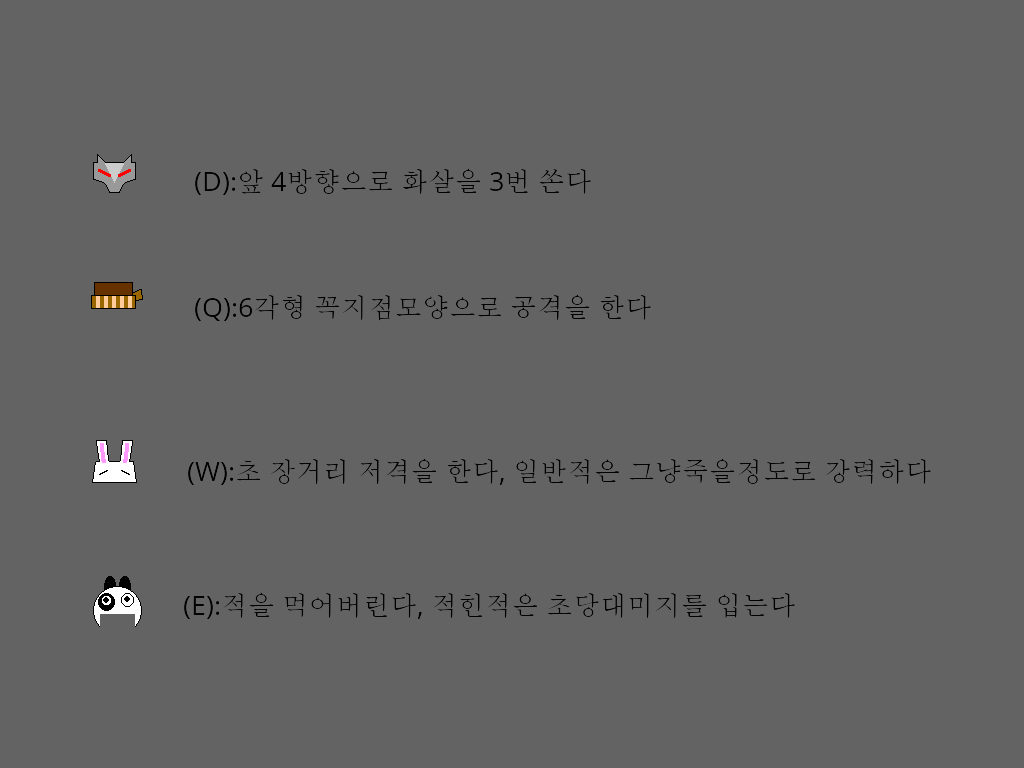 (D):앞 4방향으로 화살을 3번 쏜다
(Q):6각형 꼭지점모양으로 공격을 한다
(W):초 장거리 저격을 한다, 일반적은 그냥죽을정도로 강력하다
(E):적을 먹어버린다, 적힌적은 초당대미지를 입는다